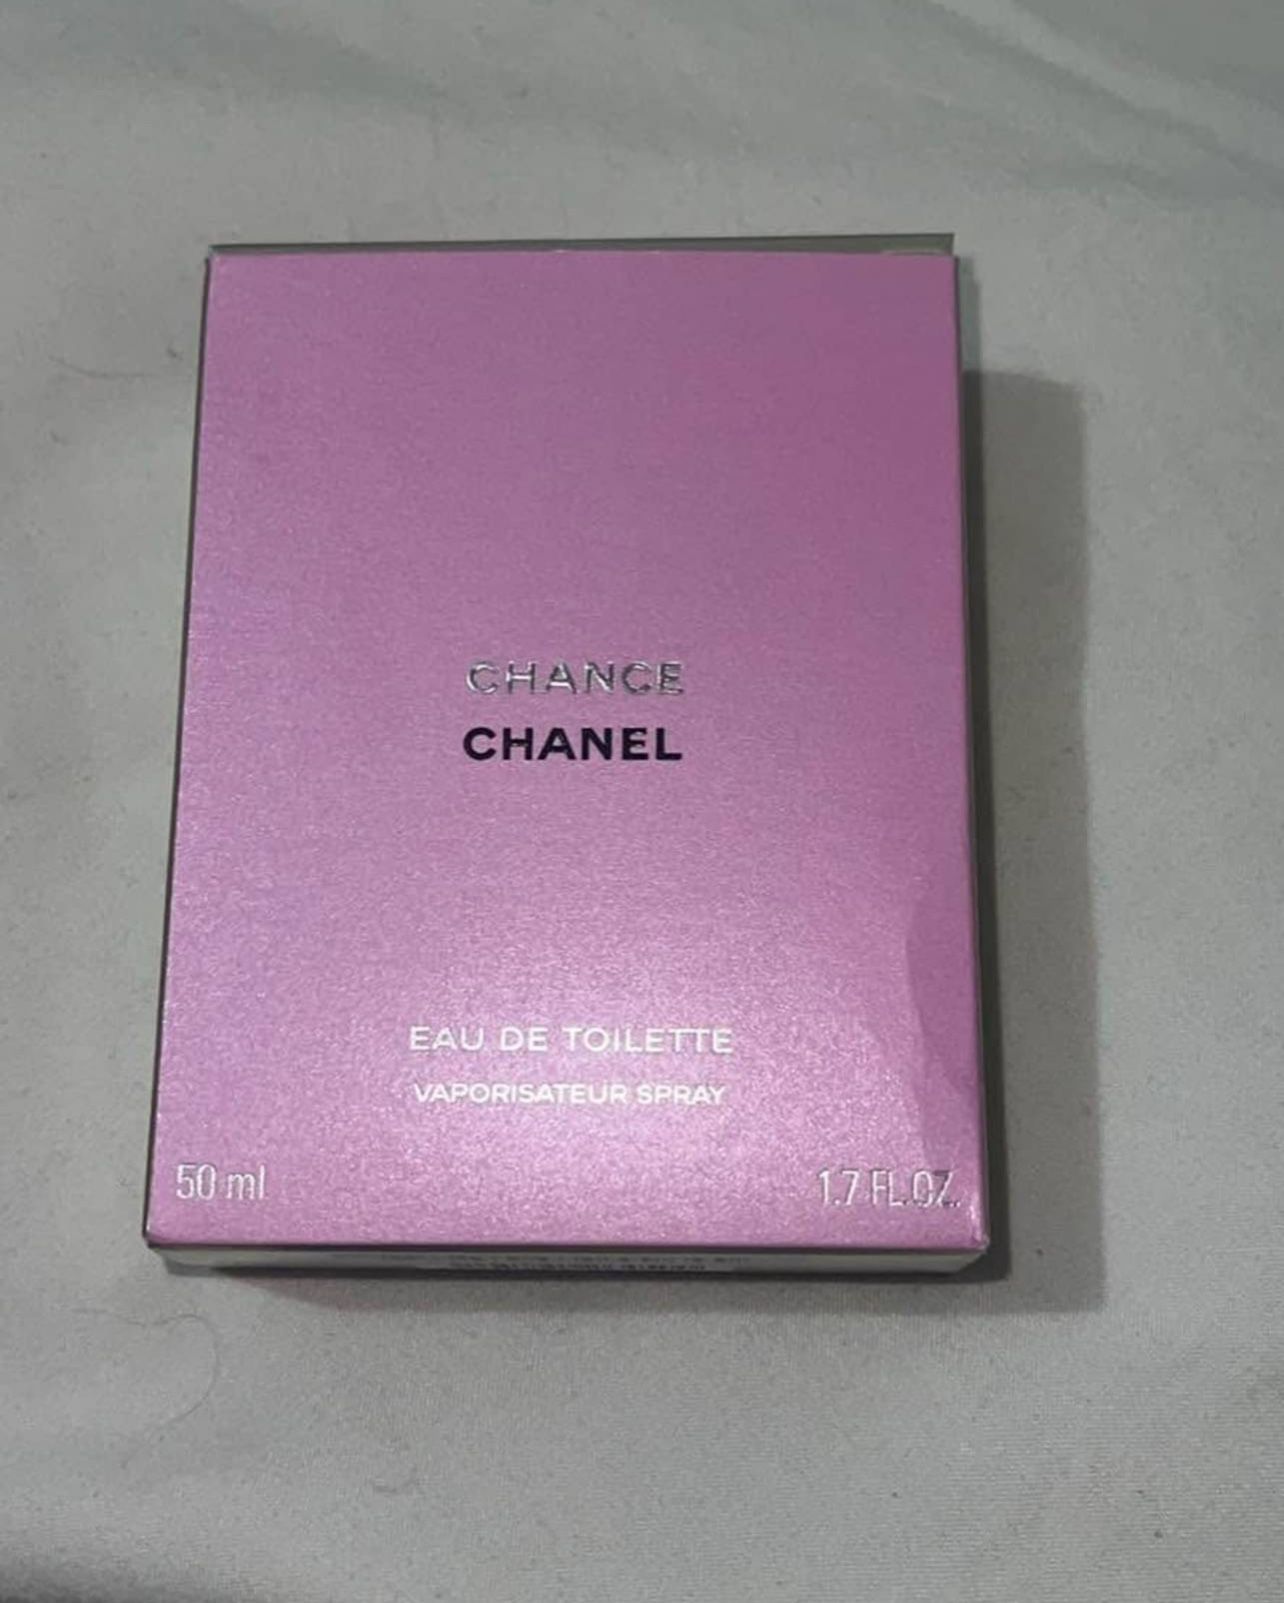 CHANCE
CHANEL
EAU DE TOILETTE
VAPORISATEUR SPRAY
50 ml
1.7 FL.OZ.